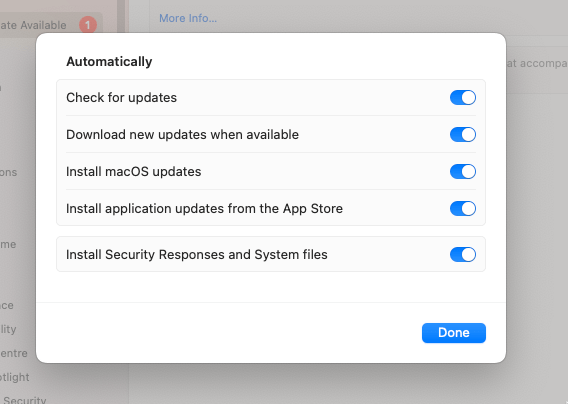 ate Available
1
More Info...
Automatically
Check for updates
Download new updates when available
Install macOS updates
Install application updates from the App Store
Install Security Responses and System files
Done
at accompa
ons
me
ce
lity
entre
otlight
Security